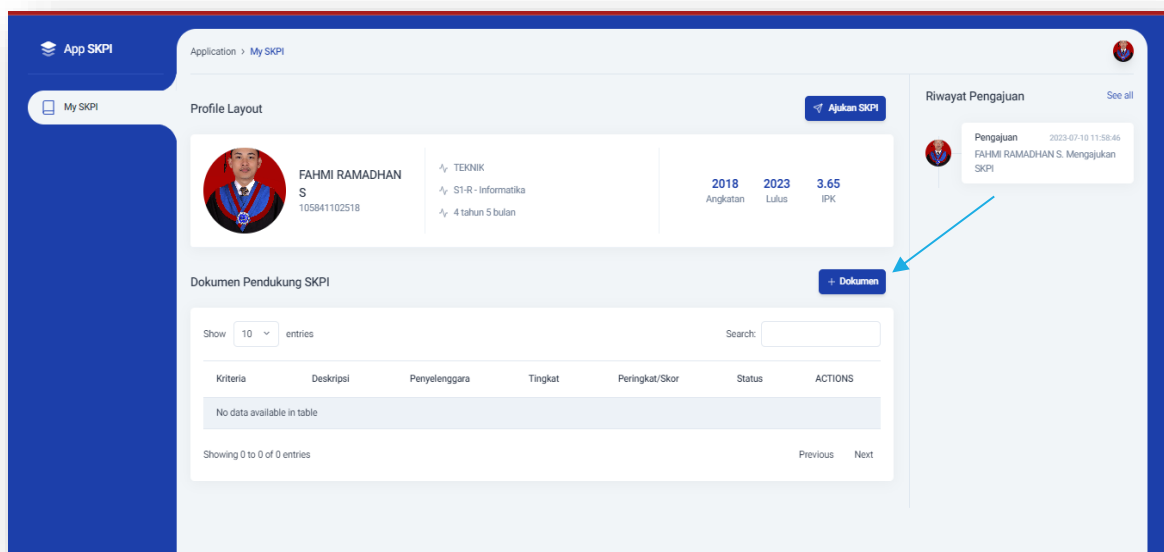 App SKPI
Application > My SKPI
My SKPI
Profile Layout
Ajukan SKPI
FAHMI RAMADHAN
S
105841102518
TEKNIK
S1-R - Informatika
4 tahun 5 bulan
2018 2023 3.65
Angkatan Lulus IPK
Dokumen Pendukung SKPI
+ Dokumen
Show 10 entries
Search:
Kriteria Deskripsi Penyelenggara Tingkat Peringkat/Skor Status ACTIONS
No data available in table
Showing 0 to 0 of 0 entries
Previous Next
Riwayat Pengajuan See all
Pengajuan 2023-07-10 11:58:46
FAHMI RAMADHAN S. Mengajukan
SKPI